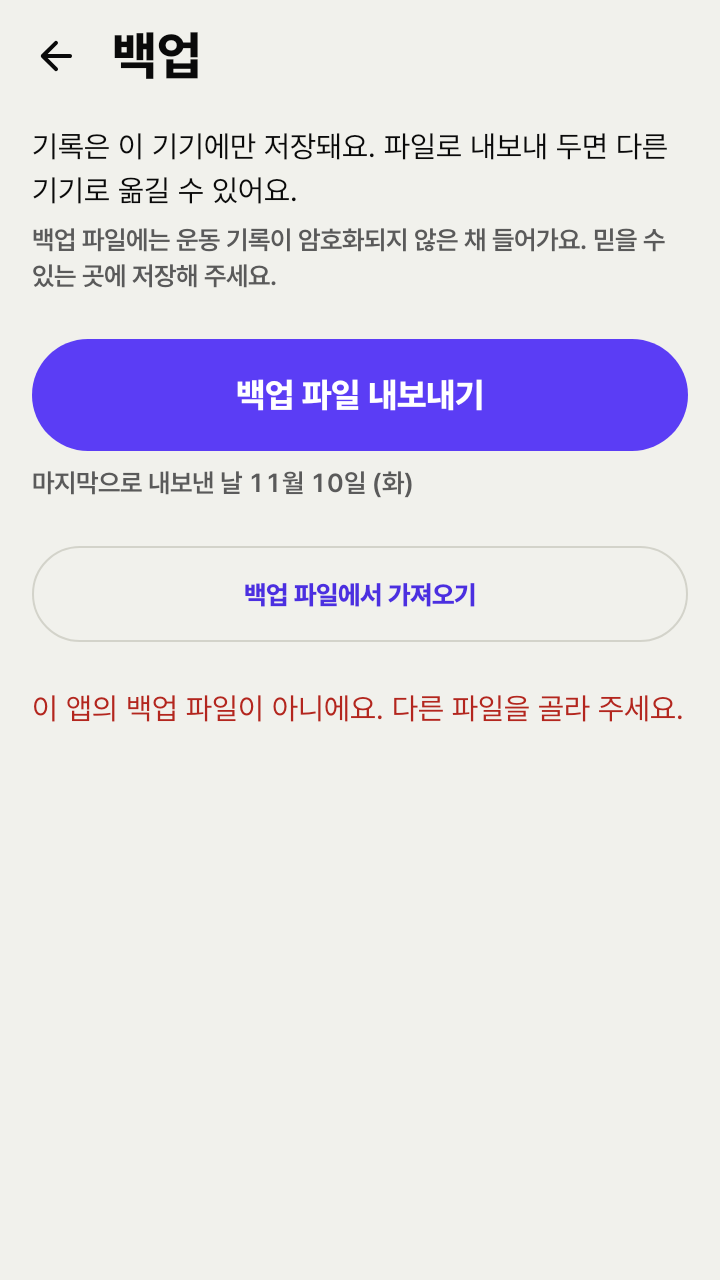 백업
기록은 이 기기에만 저장돼요. 파일로 내보내 두면 다른
기기로 옮길 수 있어요.
백업 파일에는 운동 기록이 암호화되지 않은 채 들어가요. 믿을 수
있는 곳에 저장해 주세요.
백업 파일 내보내기
마지막으로 내보낸 날 11월 10일 (화)
백업 파일에서 가져오기
이 앱의 백업 파일이 아니에요. 다른 파일을 골라 주세요.